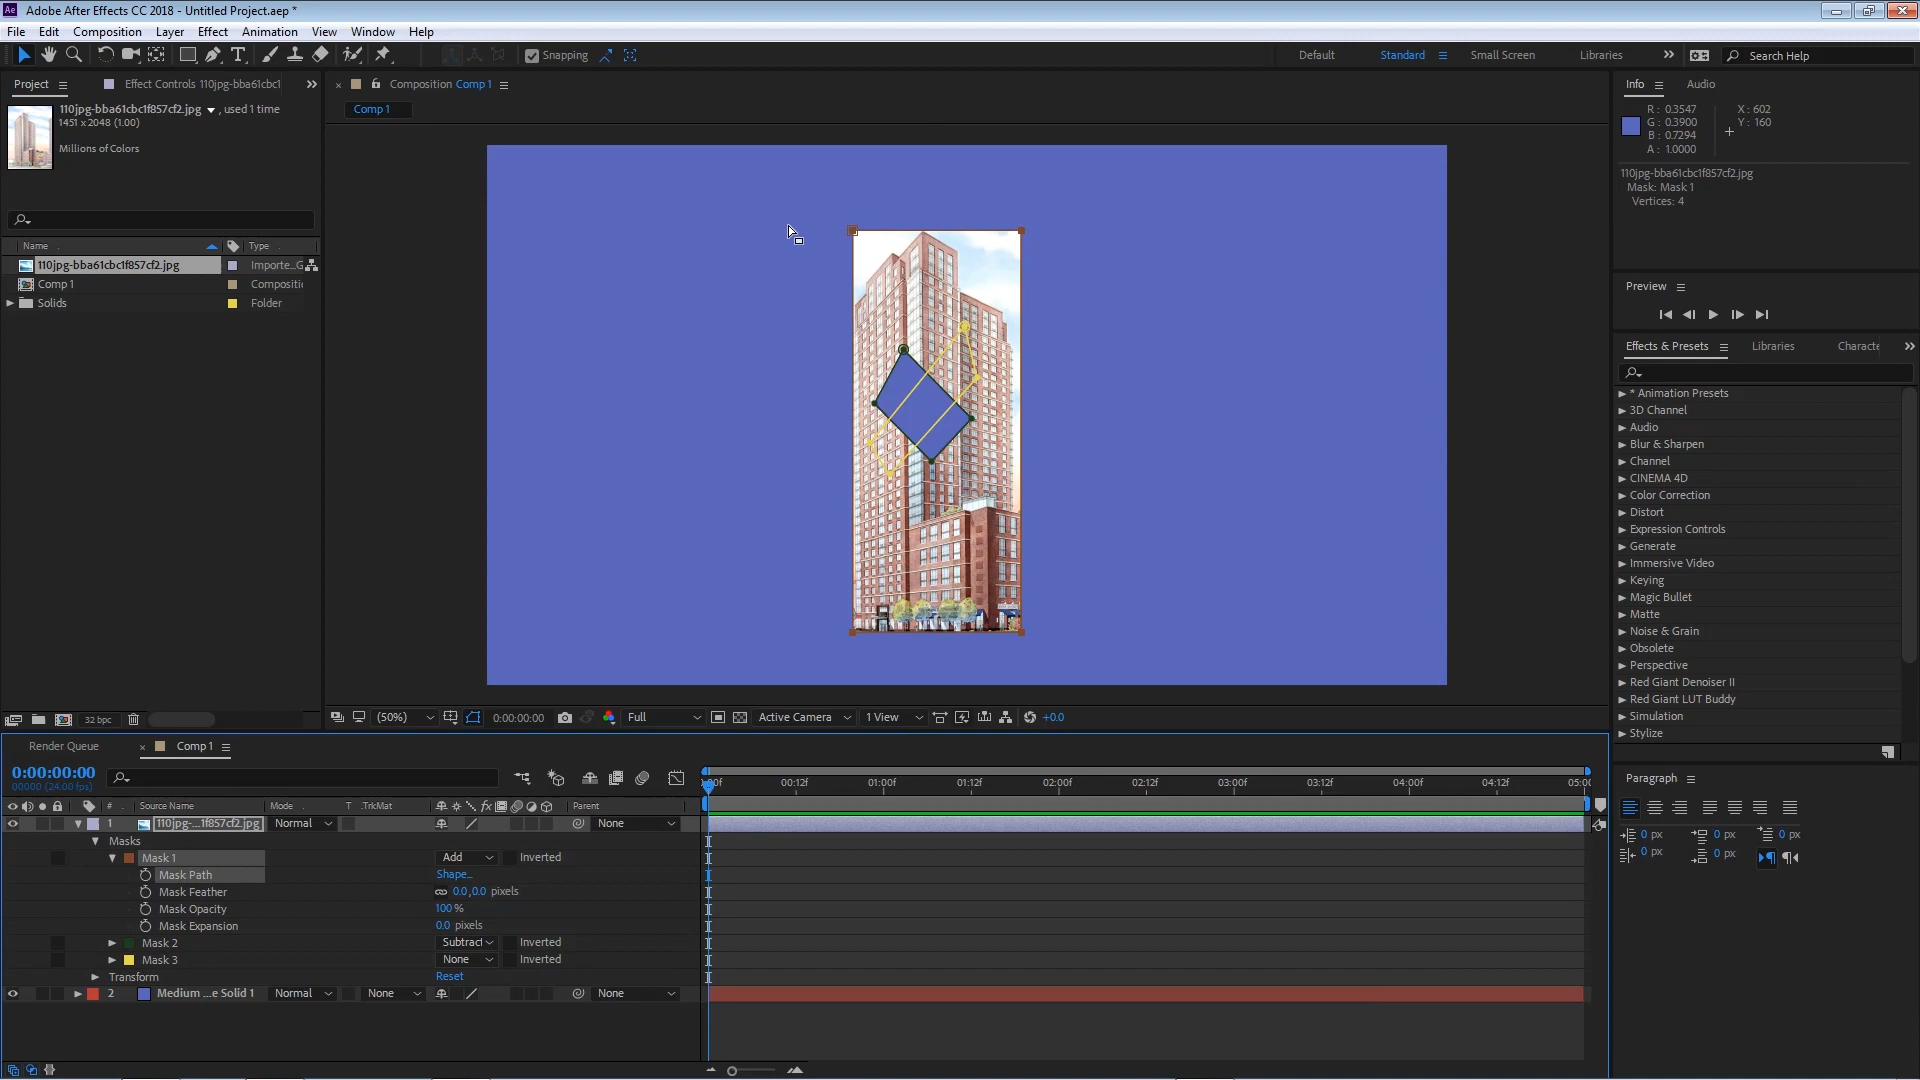 Adobe After Effects CC 2018 - Untitled Project.aep *
File Edit Composition Layer Effect Animation View Window Help
Snapping
Default Standard Small Screen Libraries Search Help
Project Effect Controls 110jpg-bba61cbc1
110jpg-bba61cbc1f857cf2.jpg , used 1 time
1451 x 2048 (1.00)
Millions of Colors
Name Type
110jpg-bba61cbc1f857cf2.jpg Importe...G
Comp 1 Compositi
Solids Folder
32 bpc
Composition Comp 1
Comp 1
(50%) 0:00:00:00 Full Active Camera 1 View +0.0
Info Audio
R : 0.3547 X : 602
G : 0.3900 Y : 160
B : 0.7294
A : 1.0000
110jpg-bba61cbc1f857cf2.jpg
Mask: Mask 1
Vertices: 4
Preview
Effects & Presets Libraries Characte
* Animation Presets
3D Channel
Audio
Blur & Sharpen
Channel
CINEMA 4D
Color Correction
Distort
Expression Controls
Generate
Immersive Video
Keying
Magic Bullet
Matte
Noise & Grain
Obsolete
Perspective
Red Giant Denoiser II
Red Giant LUT Buddy
Simulation
Stylize
Paragraph
0 px 0 px 0 px
0 px 0 px
Render Queue Comp 1
0:00:00:00
00000 (24.00 fps)
:00f 00:12f 01:00f 01:12f 02:00f 02:12f 03:00f 03:12f 04:00f 04:12f 05:00
# Source Name Mode T .TrkMat Parent
1 110jpg-...1f857cf2.jpg Normal None
Masks
Mask 1 Add Inverted
Mask Path Shape...
Mask Feather 0.0,0.0 pixels
Mask Opacity 100 %
Mask Expansion 0.0 pixels
Mask 2 Subtract Inverted
Mask 3 None Inverted
Transform Reset
2 Medium ...e Solid 1 Normal None None